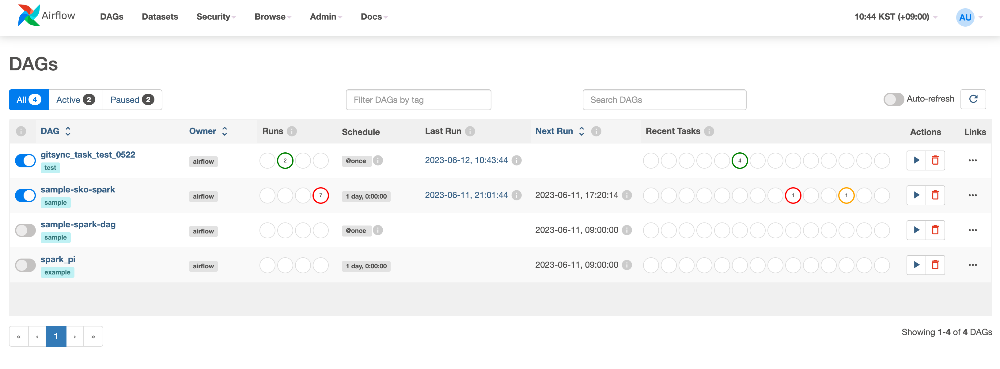 Airflow DAGs Datasets Security Browse Admin Docs 10:44 KST (+09:00) AU
DAGs
All 4 Active 2 Paused 2 Filter DAGs by tag Search DAGs Auto-refresh
i DAG Owner Runs i Schedule Last Run i Next Run i Recent Tasks i Actions Links
gitsync_task_test_0522
test airflow 2 @once i 2023-06-12, 10:43:44 i 4 •••
sample-sko-spark
sample airflow 7 1 day, 0:00:00 2023-06-11, 21:01:44 i 2023-06-11, 17:20:14 i 1 1 •••
sample-spark-dag
sample airflow @once i 2023-06-11, 09:00:00 i •••
spark_pi
example airflow 1 day, 0:00:00 2023-06-11, 09:00:00 i •••
« ‹ 1 › » Showing 1-4 of 4 DAGs